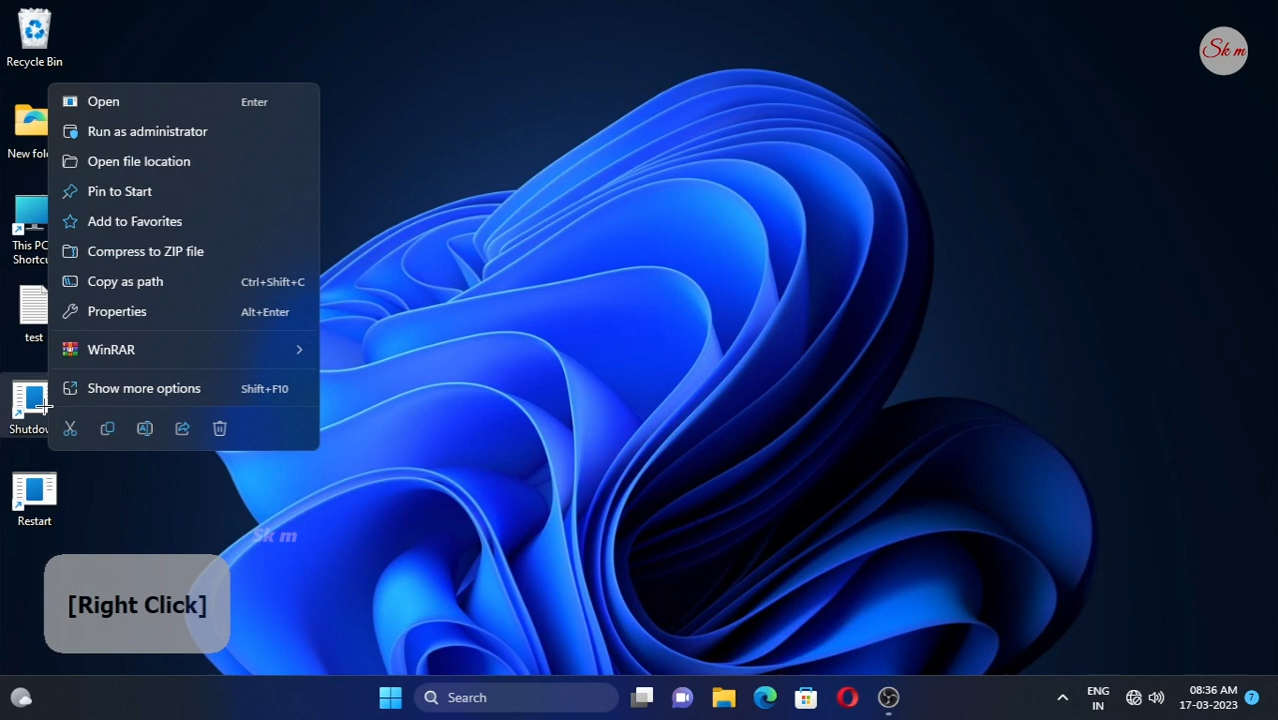 Recycle Bin
Sk m
New fol
This PC
Shortcu
test
Shutdov
Restart
Open Enter
Run as administrator
Open file location
Pin to Start
Add to Favorites
Compress to ZIP file
Copy as path Ctrl+Shift+C
Properties Alt+Enter
WinRAR
Show more options Shift+F10
Sk m
[Right Click]
Search
ENG
IN
08:36 AM
17-03-2023
7